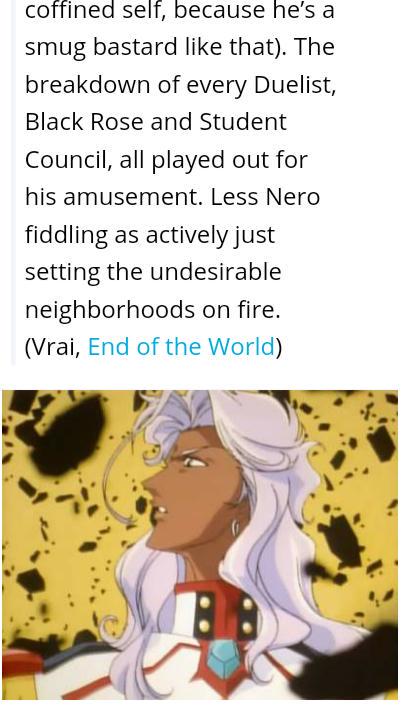 coffined self, because he’s a
smug bastard like that). The
breakdown of every Duelist,
Black Rose and Student
Council, all played out for
his amusement. Less Nero
fiddling as actively just
setting the undesirable
neighborhoods on fire.
(Vrai, End of the World)